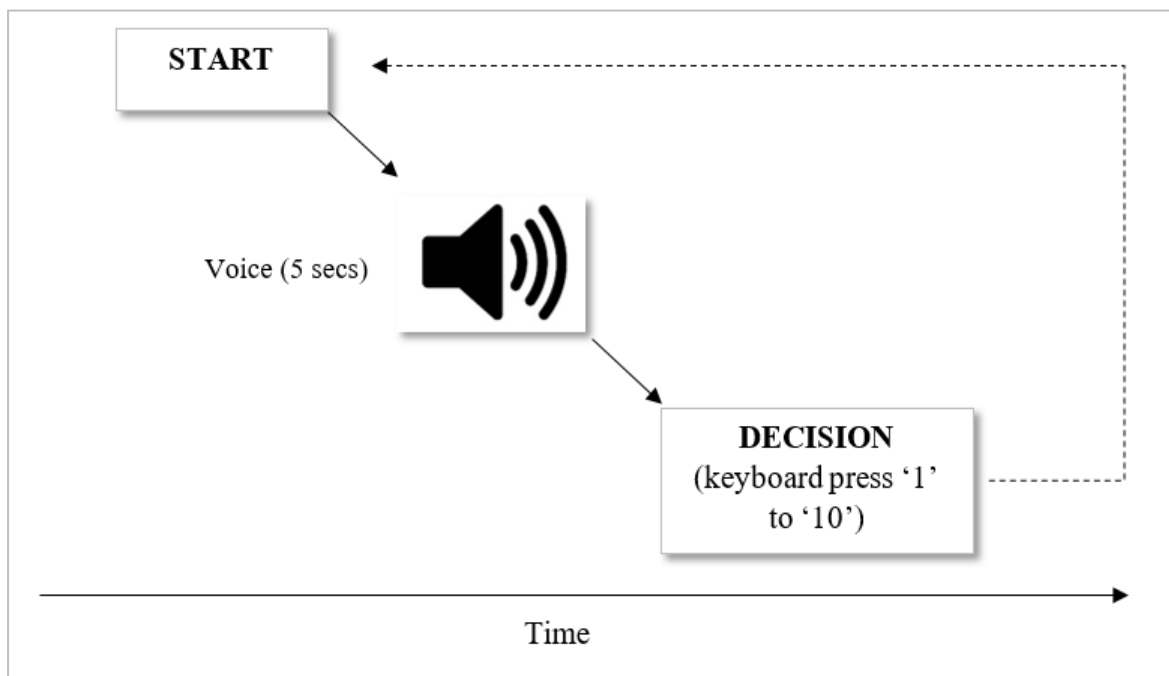 START
Voice (5 secs)
DECISION
(keyboard press ‘1’
to ‘10’)
Time